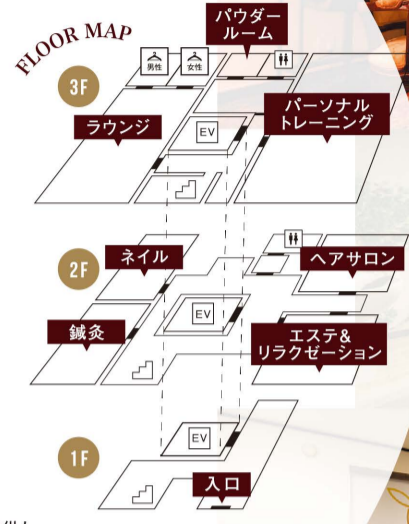 FLOOR MAP
パウダー
ルーム
男性
女性
3F
ラウンジ
EV
パーソナル
トレーニング
2F
ネイル
ヘアサロン
EV
鍼灸
エステ&
リラクゼーション
1F
EV
入口